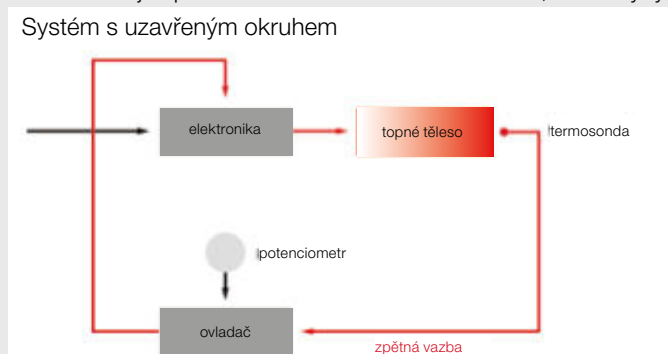 Systém s uzavřeným okruhem
elektronika
topné těleso
termosonda
potenciometr
ovladač
zpětná vazba